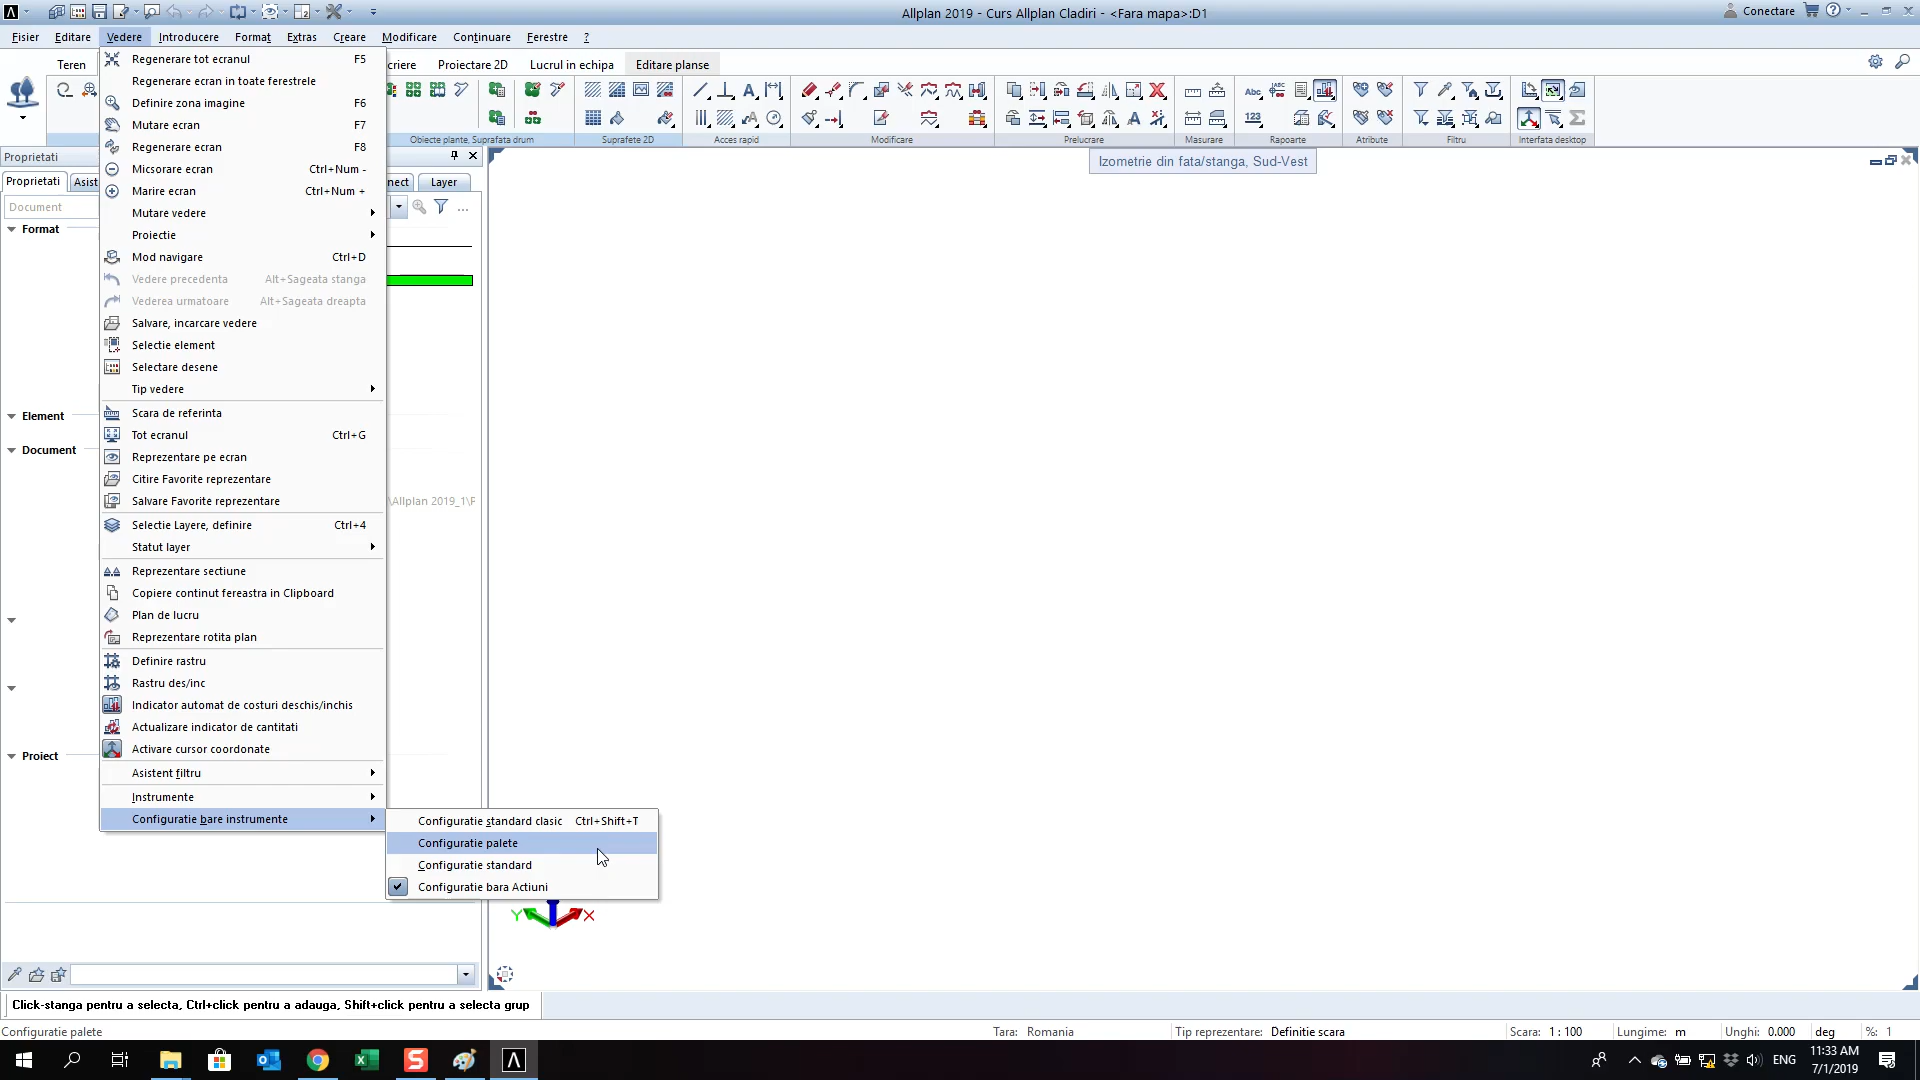 Allplan 2019 - Curs Allplan Cladiri - <Fara mapa>:D1
Conectare
Fisier Editare Vedere Introducere Format Extras Creare Modificare Continuare Ferestre ?
Teren criere Proiectare 2D Lucrul in echipa Editare planse
Obiecte plante, Suprafata drum Suprafete 2D Acces rapid Modificare Prelucrare Masurare Rapoarte Atribute Filtru Interfata desktop
Proprietati
Proprietati Asist nect Layer
Document
Format
Element
Document
\Allplan 2019_1\P
Proiect
Regenerare tot ecranul F5
Regenerare ecran in toate ferestrele
Definire zona imagine F6
Mutare ecran F7
Regenerare ecran F8
Micsorare ecran Ctrl+Num -
Marire ecran Ctrl+Num +
Mutare vedere
Proiectie
Mod navigare Ctrl+D
Vedere precedenta Alt+Sageata stanga
Vederea urmatoare Alt+Sageata dreapta
Salvare, incarcare vedere
Selectie element
Selectare desene
Tip vedere
Scara de referinta
Tot ecranul Ctrl+G
Reprezentare pe ecran
Citire Favorite reprezentare
Salvare Favorite reprezentare
Selectie Layere, definire Ctrl+4
Statut layer
Reprezentare sectiune
Copiere continut fereastra in Clipboard
Plan de lucru
Reprezentare rotita plan
Definire rastru
Rastru des/inc
Indicator automat de costuri deschis/inchis
Actualizare indicator de cantitati
Activare cursor coordonate
Asistent filtru
Instrumente
Configuratie bare instrumente
Configuratie standard clasic Ctrl+Shift+T
Configuratie palete
Configuratie standard
Configuratie bara Actiuni
Izometrie din fata/stanga, Sud-Vest
Y X
Click-stanga pentru a selecta, Ctrl+click pentru a adauga, Shift+click pentru a selecta grup
Configuratie palete Tara: Romania Tip reprezentare: Definitie scara Scara: 1 : 100 Lungime: m Unghi: 0.000 deg %: 1
ENG
11:33 AM
7/1/2019